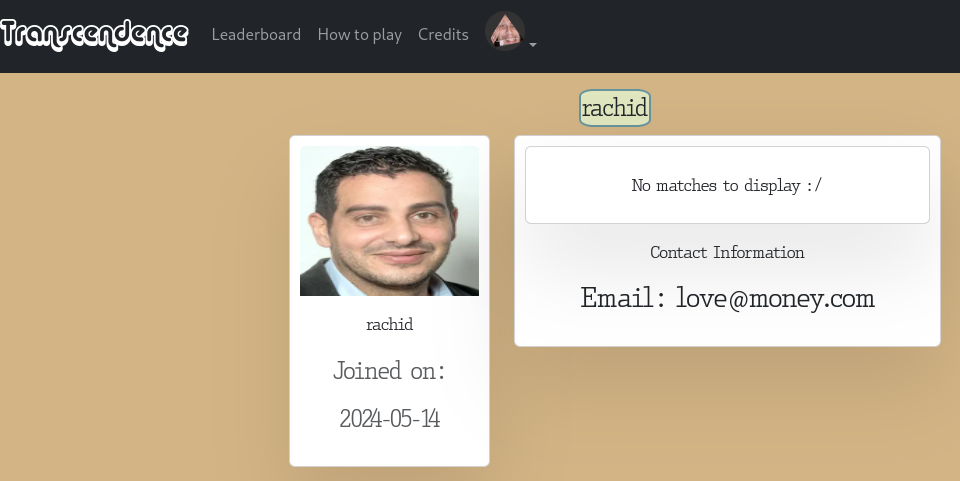 Transcendence Leaderboard How to play Credits
rachid
rachid
Joined on:
2024-05-14
No matches to display :/
Contact Information
Email: love@money.com